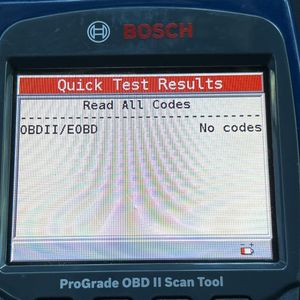 BOSCH
Quick Test Results
Read All Codes
OBDII/EOBD No codes
ProGrade OBD II Scan Tool